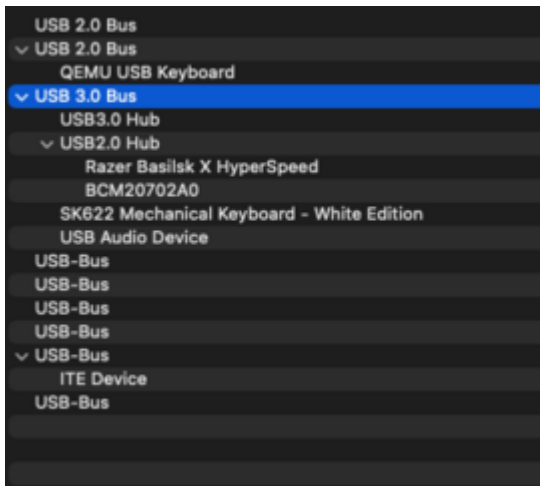 USB 2.0 Bus
USB 2.0 Bus
QEMU USB Keyboard
USB 3.0 Bus
USB3.0 Hub
USB2.0 Hub
Razer Basilsk X HyperSpeed
BCM20702A0
SK622 Mechanical Keyboard - White Edition
USB Audio Device
USB-Bus
USB-Bus
USB-Bus
USB-Bus
USB-Bus
ITE Device
USB-Bus